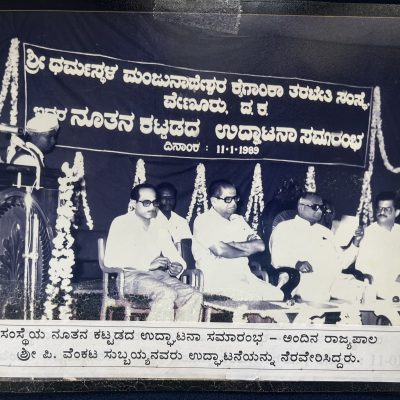 ಶ್ರೀ ಧರ್ಮಸ್ಥಳ ಮಂಜುನಾಥೇಶ್ವರ ಕೈಗಾರಿಕಾ ತರಬೇತಿ ಸಂಸ್ಥೆ,
ವೇಣೂರು, ದ.ಕ
ಇದರ ನೂತನ ಕಟ್ಟಡದ ಉದ್ಘಾಟನಾ ಸಮಾರಂಭ
ದಿನಾಂಕ: 11-1-1989
ಸಂಸ್ಥೆಯ ನೂತನ ಕಟ್ಟಡದ ಉದ್ಘಾಟನಾ ಸಮಾರಂಭ – ಅಂದಿನ ರಾಜ್ಯಪಾಲ
ಶ್ರೀ ಪಿ. ವೆಂಕಟ ಸುಬ್ಬಯ್ಯನವರು ಉದ್ಘಾಟನೆಯನ್ನು ನೆರವೇರಿಸಿದ್ದರು.